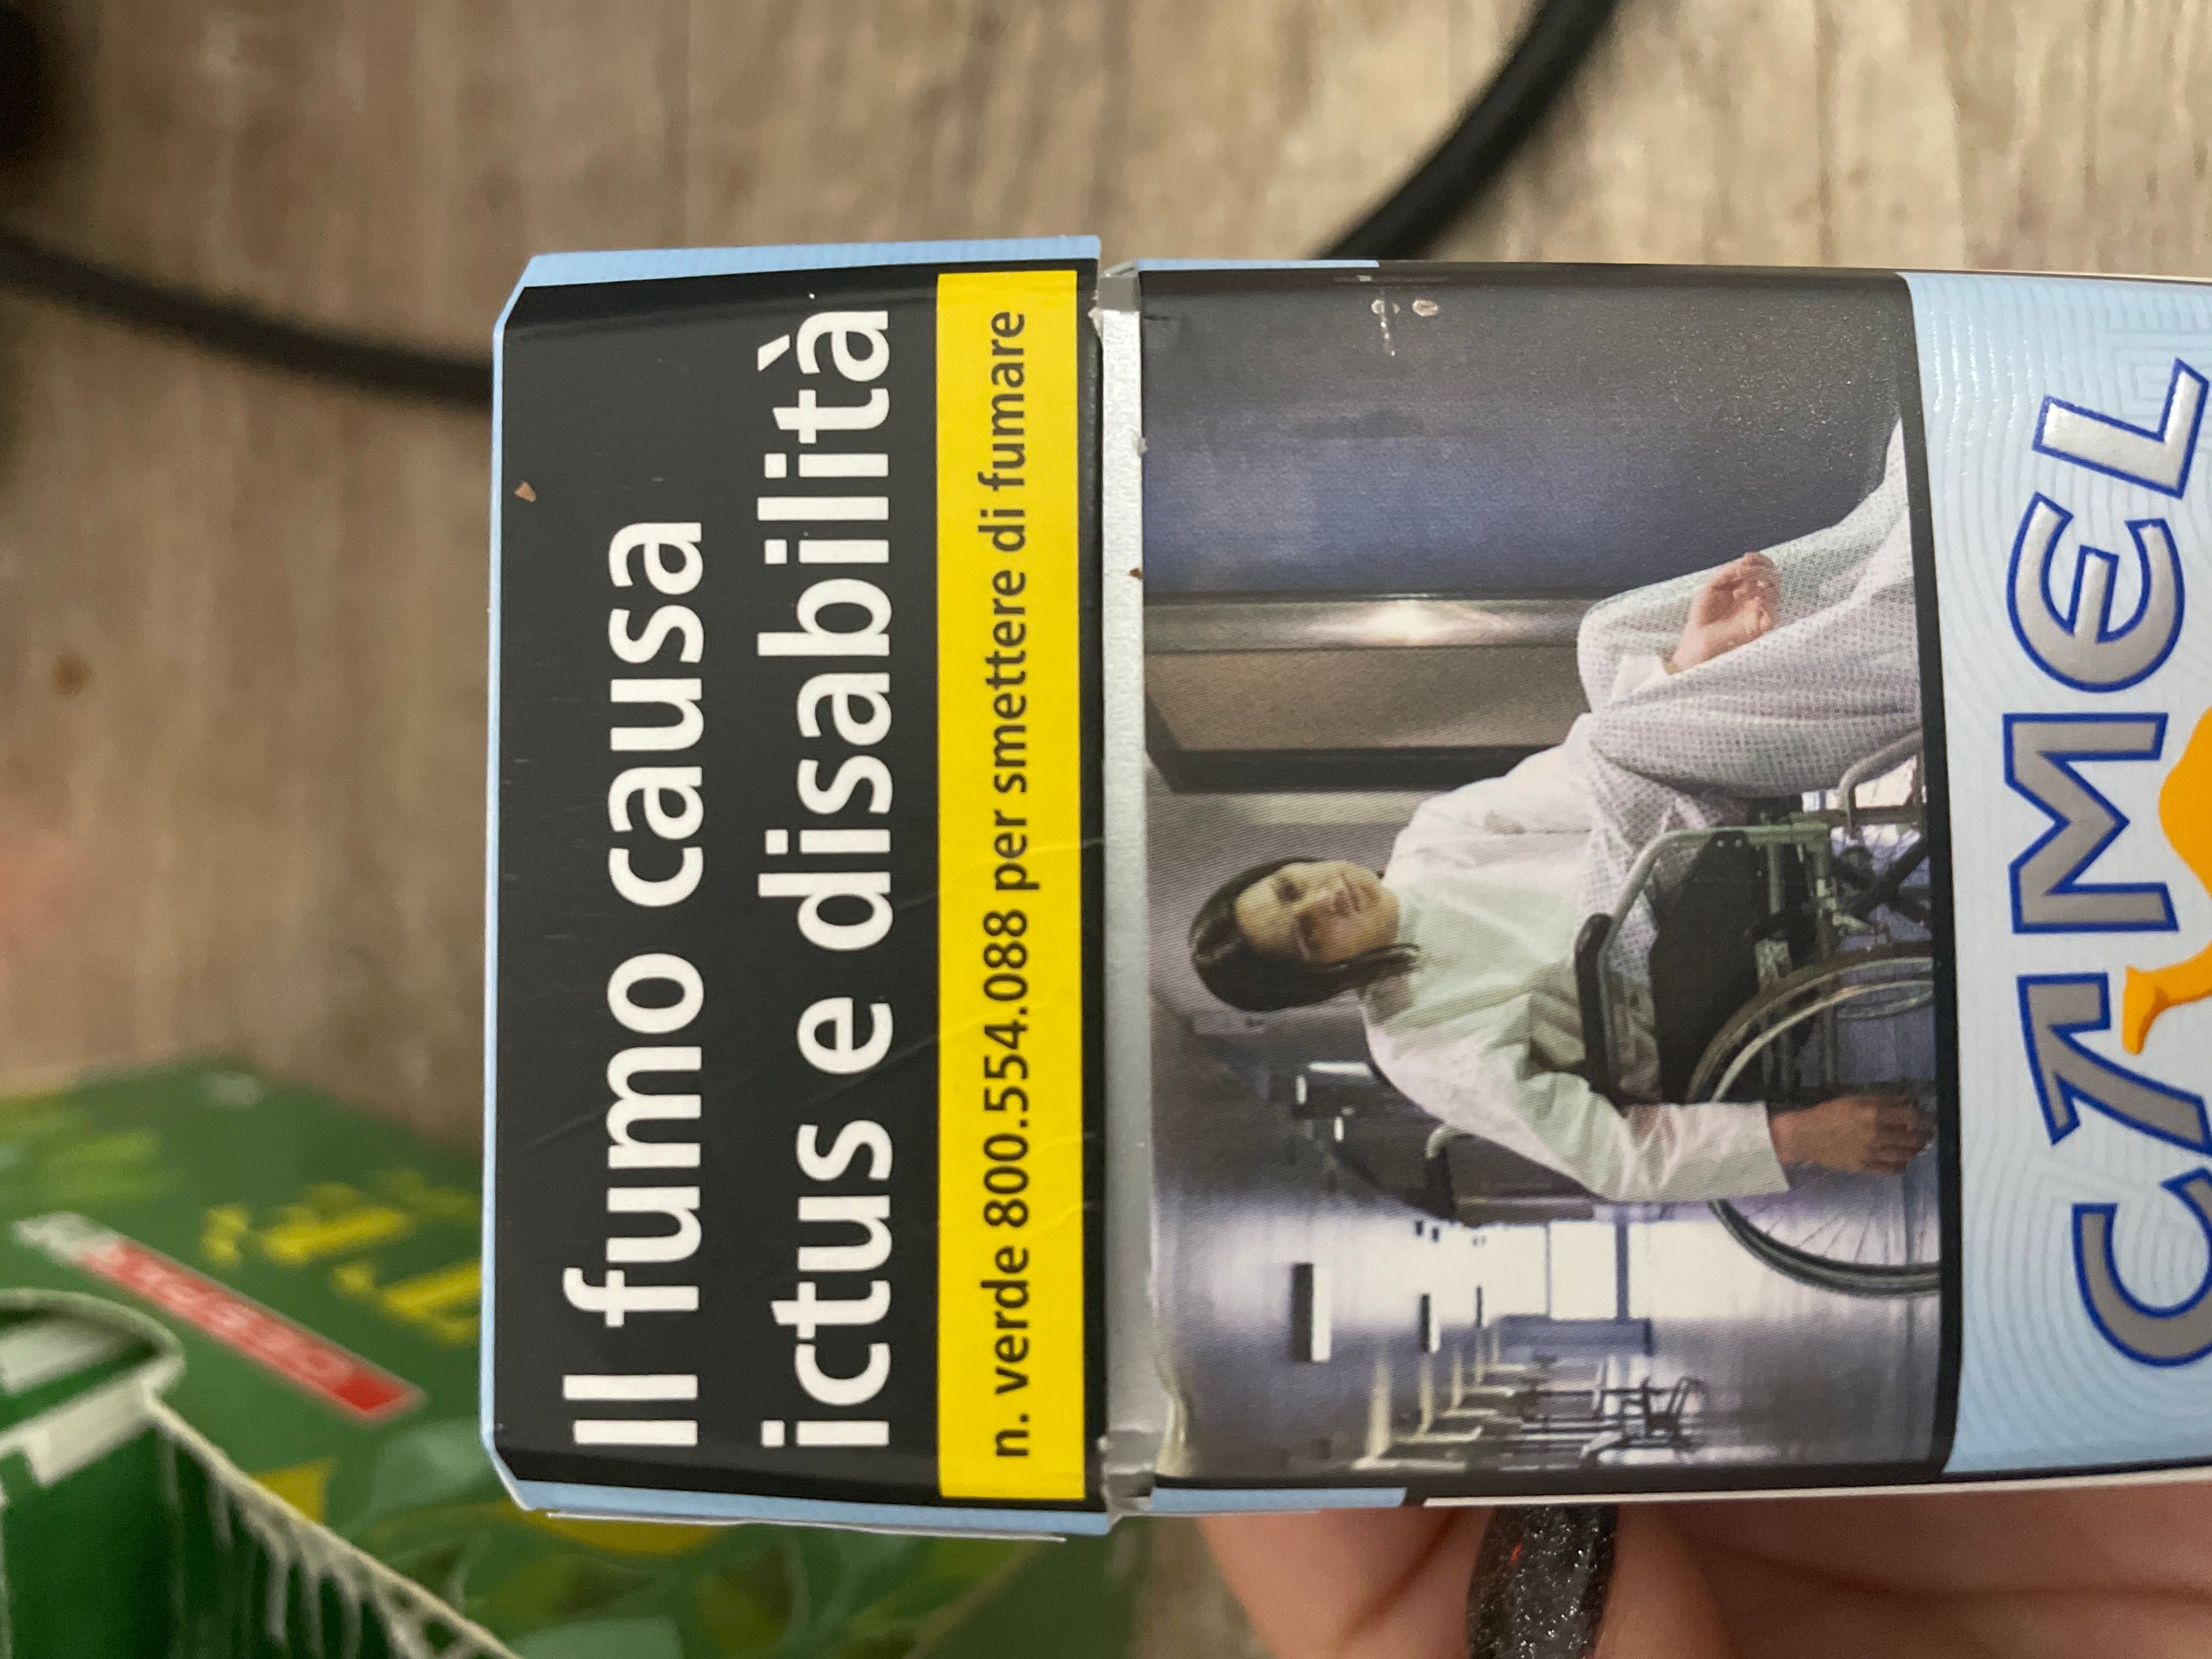 Il fumo causa
ictus e disabilità
n. verde 800.554.088 per smettere di fumare
CAMEL